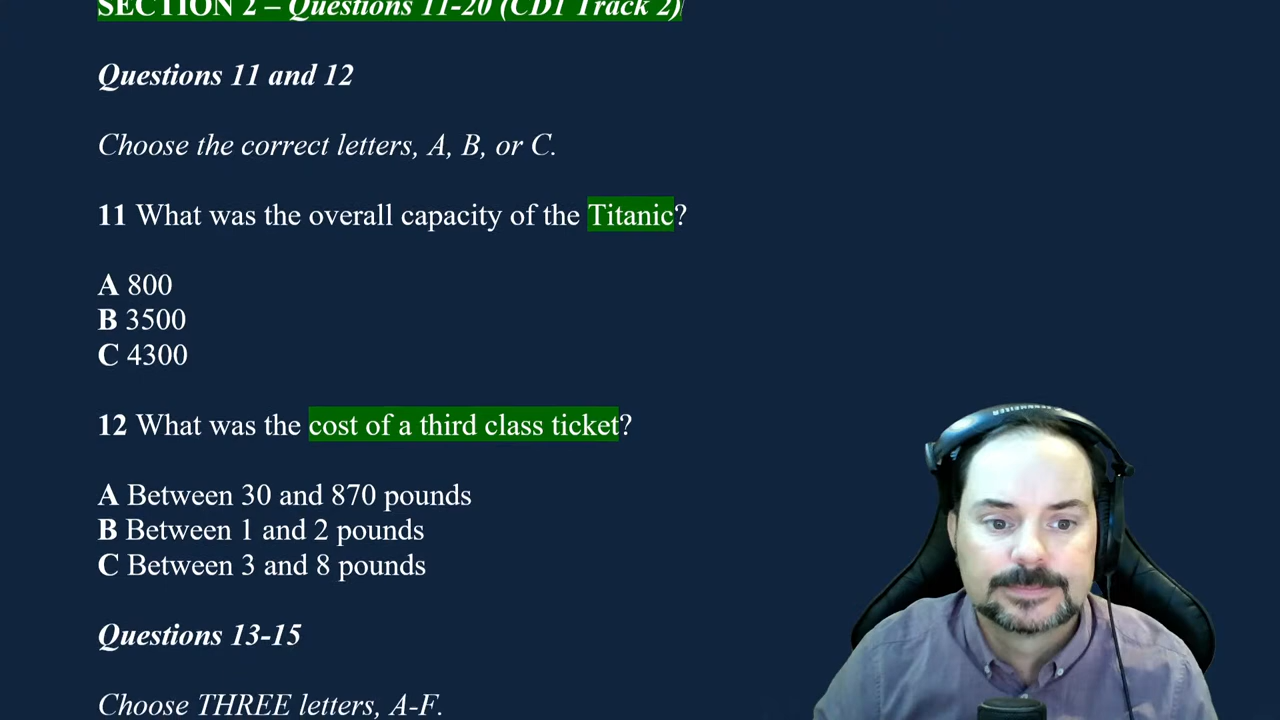 SECTION 2 – Questions 11-20 (CD1 Track 2)
Questions 11 and 12
Choose the correct letters, A, B, or C.
11 What was the overall capacity of the Titanic?
A 800
B 3500
C 4300
12 What was the cost of a third class ticket?
A Between 30 and 870 pounds
B Between 1 and 2 pounds
C Between 3 and 8 pounds
Questions 13-15
Choose THREE letters, A-F.
SENNHEISER